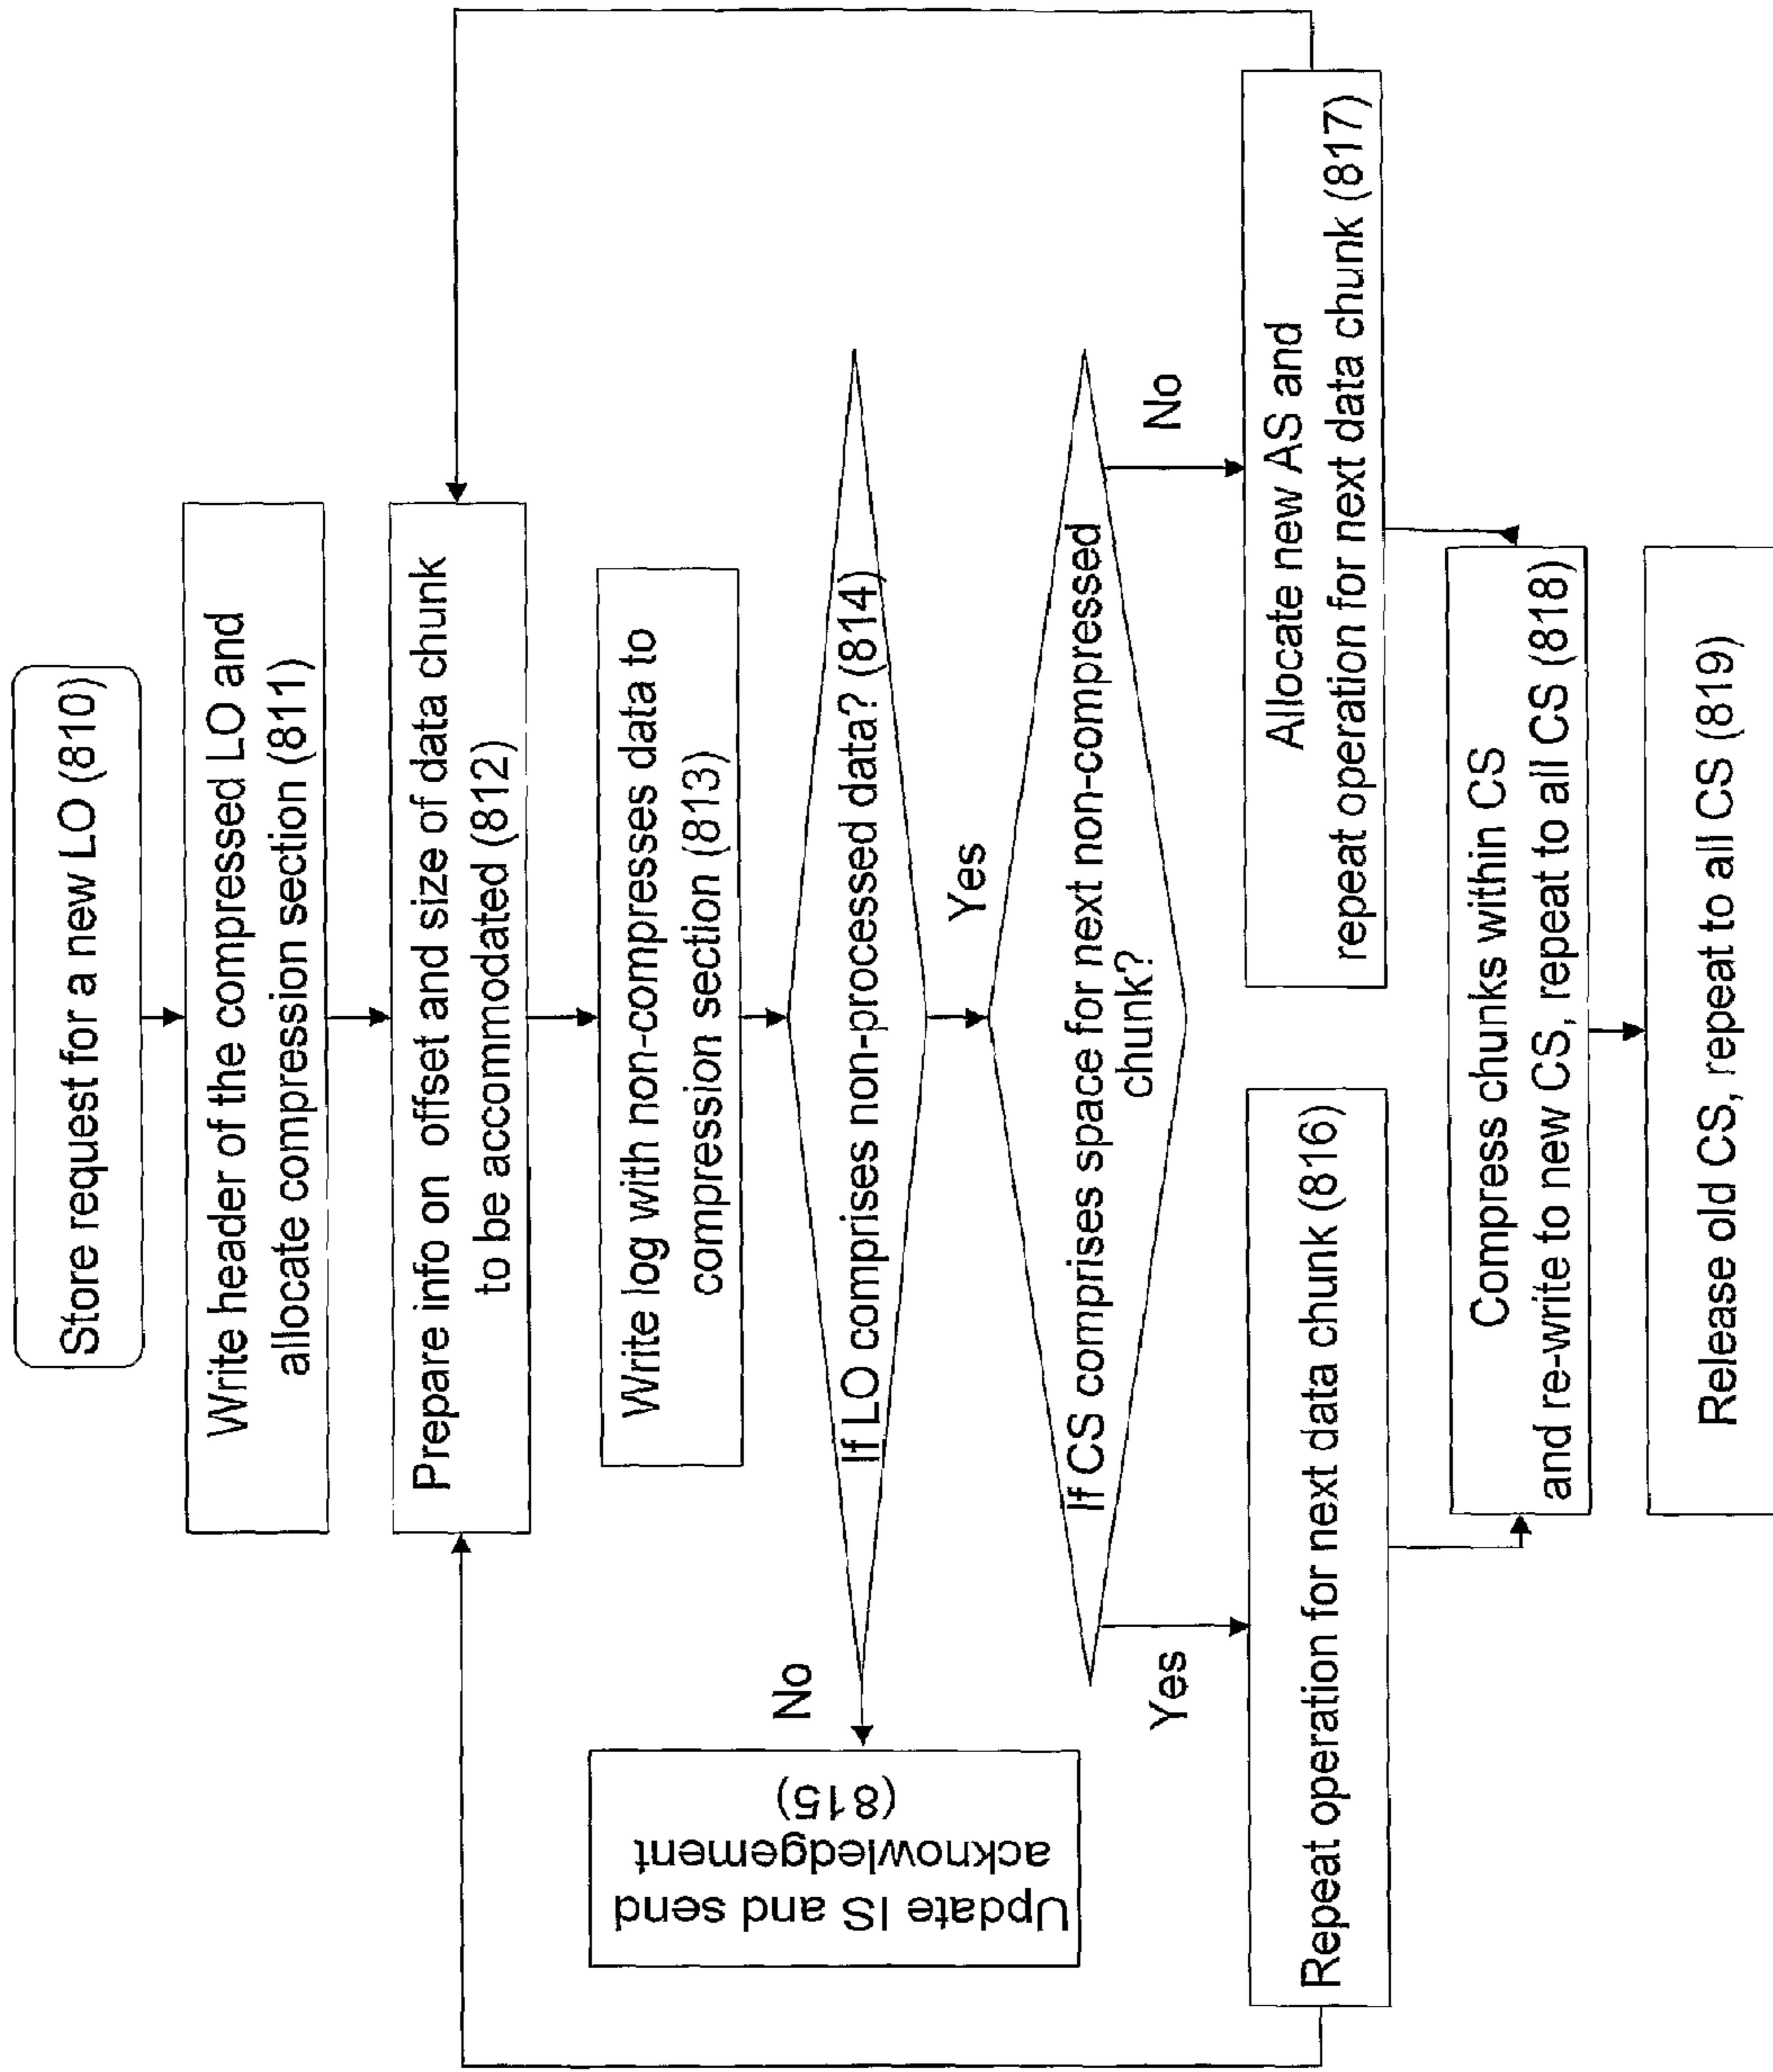 Store request for a new LO (810)
Write header of the compressed LO and
allocate compression section (811)
Prepare info on offset and size of data chunk
to be accommodated (812)
Write log with non-compresses data to
compression section (813)
If LO comprises non-processed data? (814)
No
Update IS and send
acknowledgement
(815)
Yes
If CS comprises space for next non-compressed
chunk?
Yes
No
Repeat operation for next data chunk (816)
Allocate new AS and
repeat operation for next data chunk (817)
Compress chunks within CS
and re-write to new CS, repeat to all CS (818)
Release old CS, repeat to all CS (819)